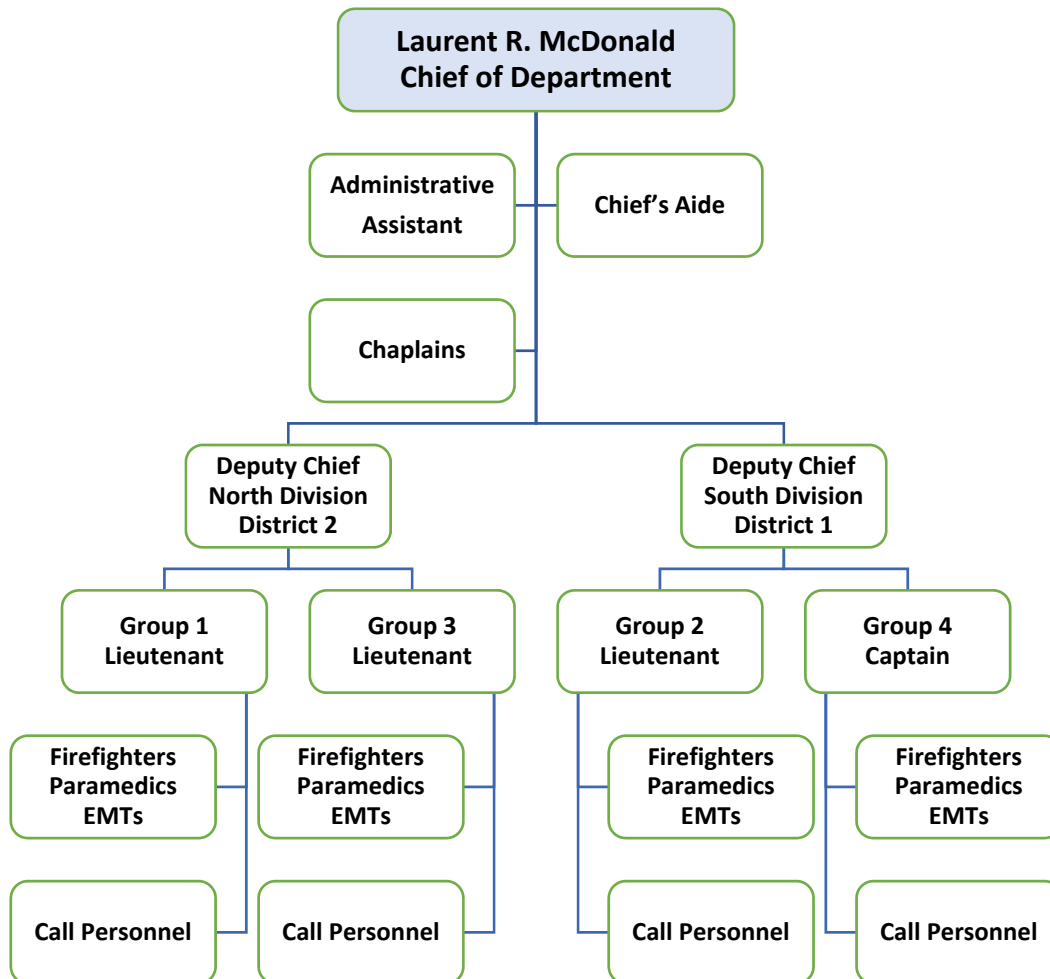 Laurent R. McDonald
Chief of Department
Administrative
Assistant
Chief’s Aide
Chaplains
Deputy Chief
North Division
District 2
Deputy Chief
South Division
District 1
Group 1
Lieutenant
Group 3
Lieutenant
Group 2
Lieutenant
Group 4
Captain
Firefighters
Paramedics
EMTs
Firefighters
Paramedics
EMTs
Firefighters
Paramedics
EMTs
Firefighters
Paramedics
EMTs
Call Personnel
Call Personnel
Call Personnel
Call Personnel